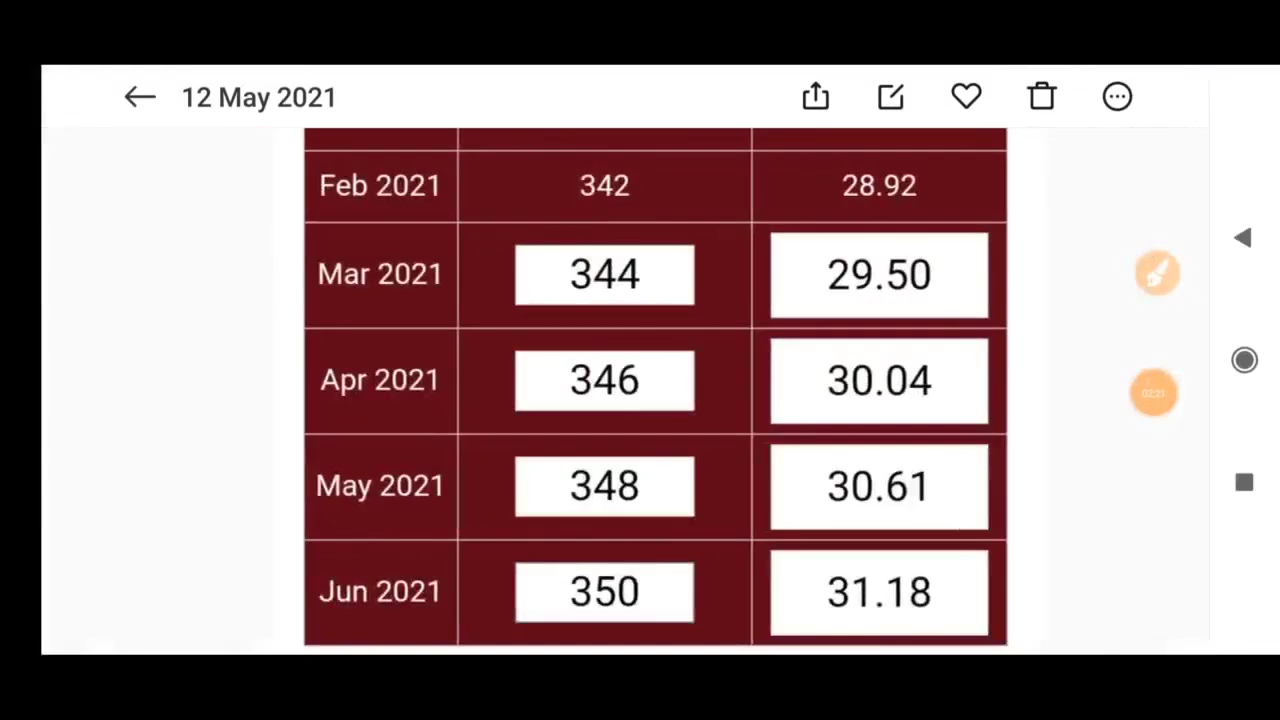 12 May 2021
Feb 2021 342 28.92
Mar 2021 344 29.50
Apr 2021 346 30.04
May 2021 348 30.61
Jun 2021 350 31.18